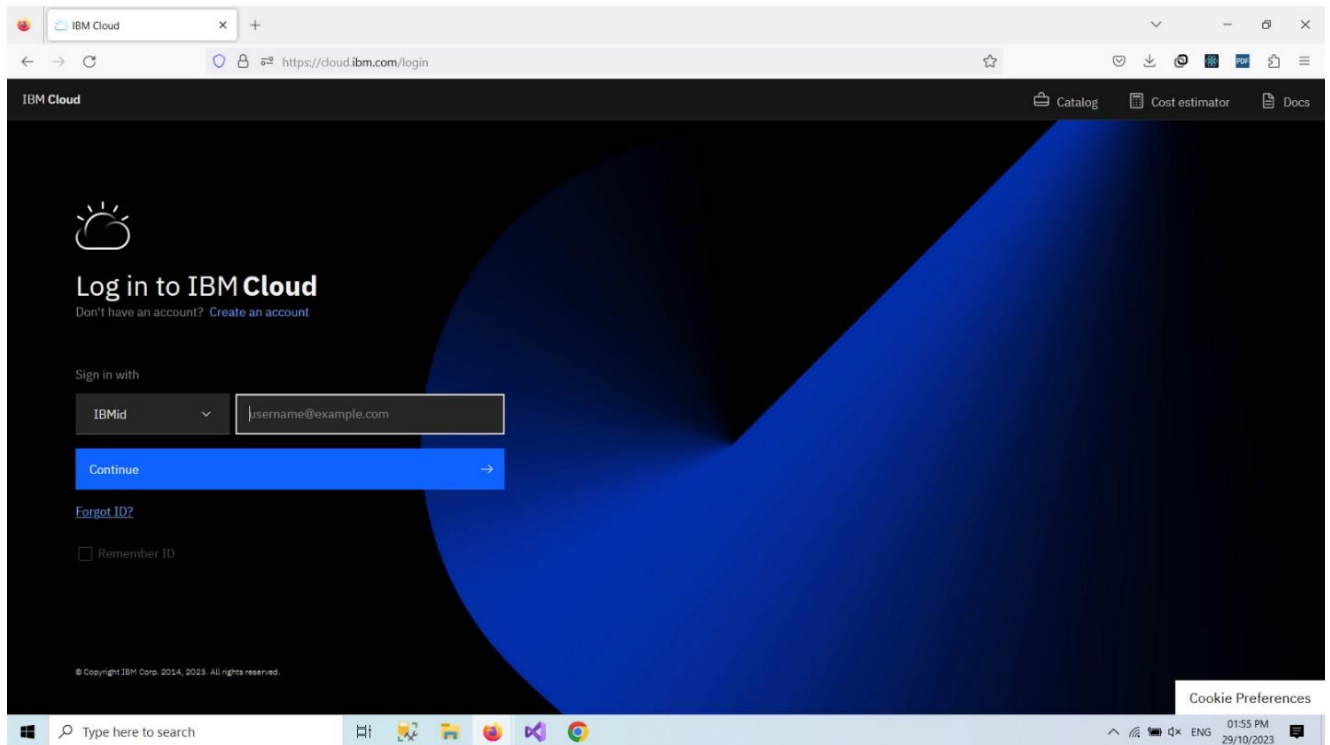 IBM Cloud
https://cloud.ibm.com/login
IBM Cloud
Catalog
Cost estimator
Docs
Log in to IBM Cloud
Don't have an account? Create an account
Sign in with
IBMid
username@example.com
Continue
Forgot ID?
Remember ID
© Copyright IBM Corp. 2014, 2023. All rights reserved.
Cookie Preferences
Type here to search
ENG
01:55 PM
29/10/2023
PDF